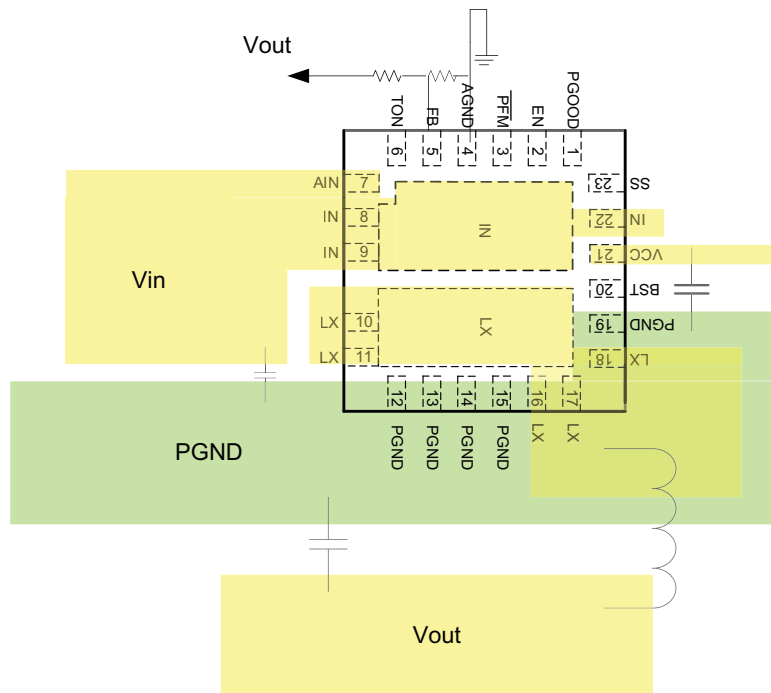 Vout
TON
FB
AGND
PFM
EN
PGOOD
6
5
4
3
2
1
AIN
7
IN
8
IN
9
IN
23
SS
22
IN
21
VCC
20
BST
19
PGND
18
LX
Vin
LX
10
LX
11
LX
12
13
14
15
16
17
PGND
PGND
PGND
PGND
LX
LX
PGND
Vout